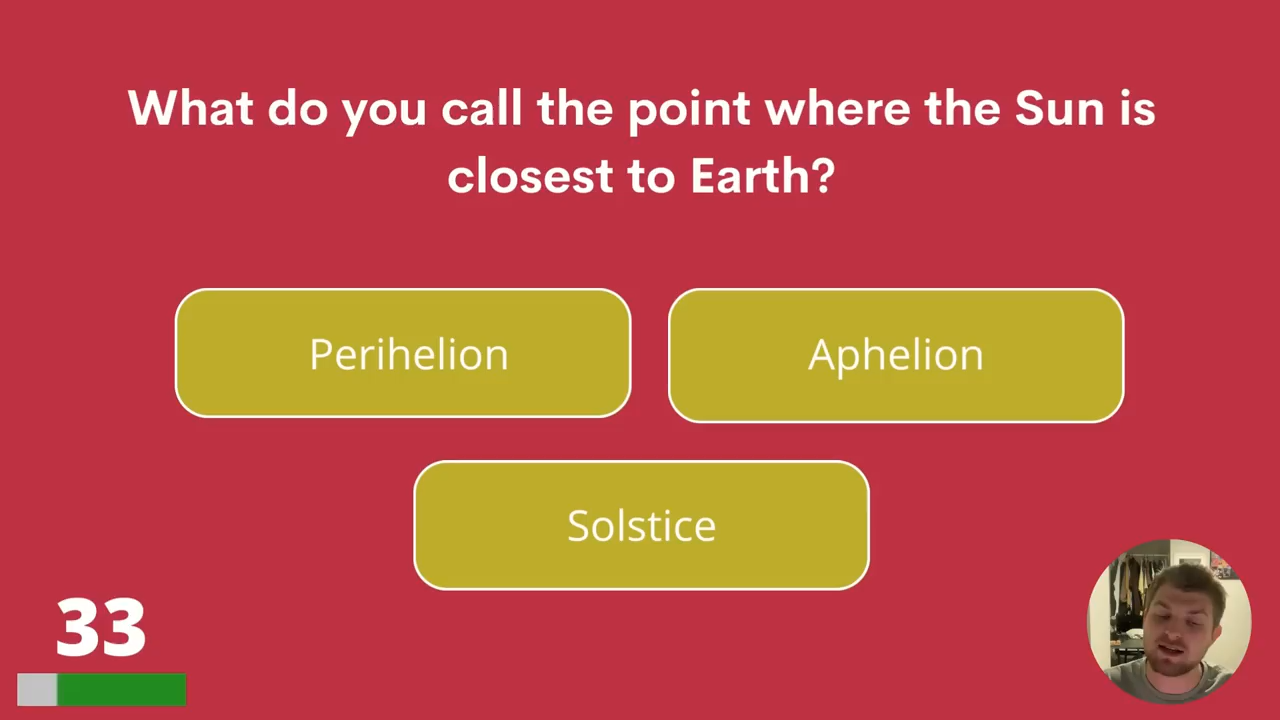 What do you call the point where the Sun is
closest to Earth?
Perihelion
Aphelion
Solstice
33